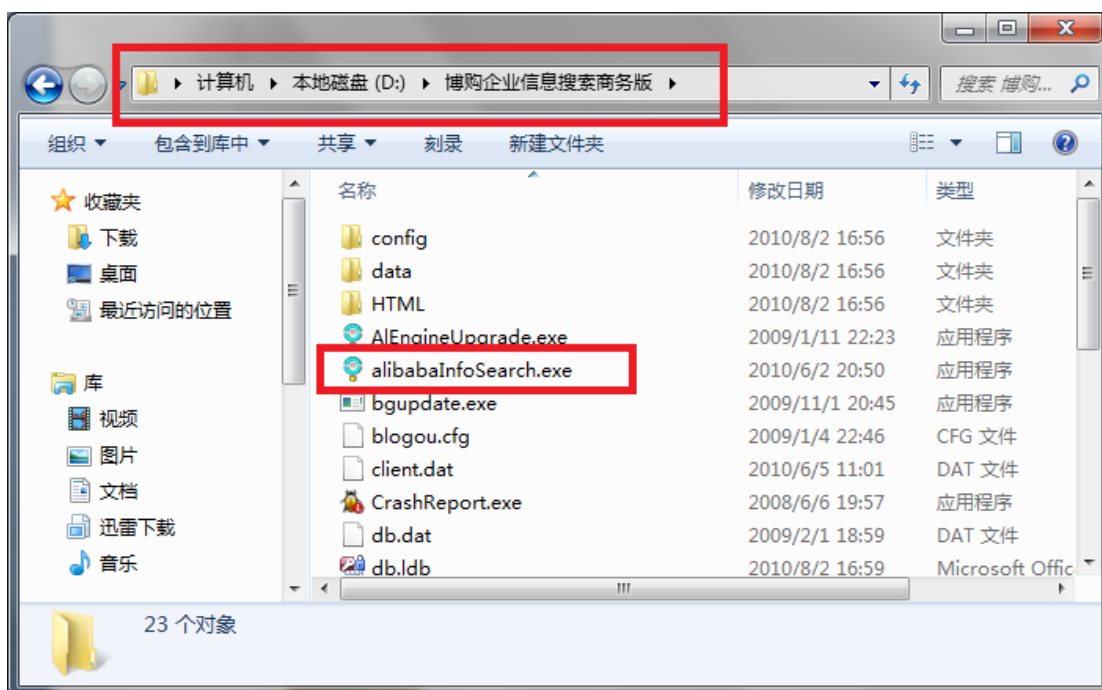 计算机 本地磁盘 (D:) 博购企业信息搜索商务版 搜索 博购...
组织 包含到库中 共享 刻录 新建文件夹
名称 修改日期 类型
收藏夹
下载
桌面
最近访问的位置
库
视频
图片
文档
迅雷下载
音乐
config 2010/8/2 16:56 文件夹
data 2010/8/2 16:56 文件夹
HTML 2010/8/2 16:56 文件夹
AlEngineUpgrade.exe 2009/1/11 22:23 应用程序
alibabaInfoSearch.exe 2010/6/2 20:50 应用程序
bgupdate.exe 2009/11/1 20:45 应用程序
blogou.cfg 2009/1/4 22:46 CFG 文件
client.dat 2010/6/5 11:01 DAT 文件
CrashReport.exe 2008/6/6 19:57 应用程序
db.dat 2009/2/1 18:59 DAT 文件
db.ldb 2010/8/2 16:59 Microsoft Offic
23 个对象